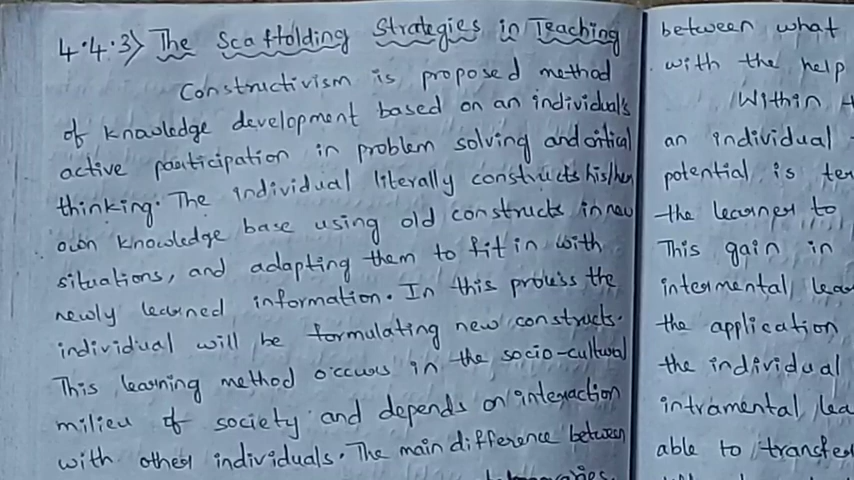 4.4.3) The Scaffolding Strategies in Teaching
Constructivism is proposed method
of knowledge development based on an individual's
active participation in problem solving and critical
thinking. The individual literally constructs his/her
own knowledge base using old constructs in new
situations, and adapting them to fit in with
newly learned information. In this process the
individual will be formulating new constructs.
This learning method occurs in the socio-cultural
milieu of society and depends on interaction
with other individuals. The main difference between
between what
with the help
Within
an individual
potential is
the learner to
This gain in
intermental
the application
the individual
intramental
able to transfer